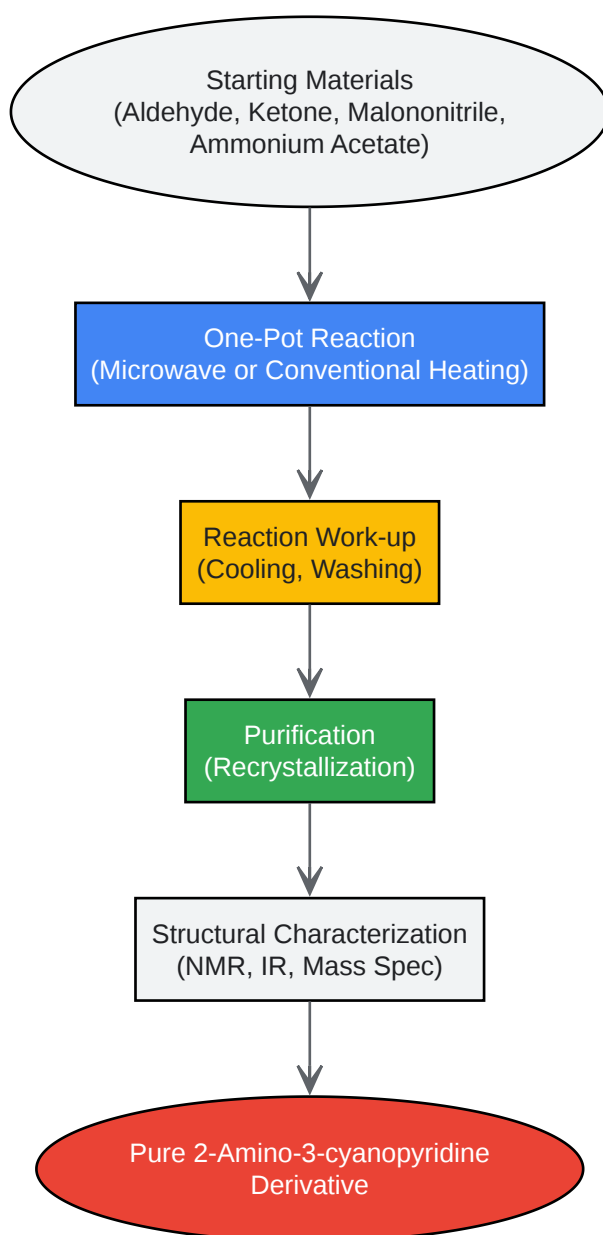 Starting Materials
(Aldehyde, Ketone, Malononitrile,
Ammonium Acetate)
One-Pot Reaction
(Microwave or Conventional Heating)
Reaction Work-up
(Cooling, Washing)
Purification
(Recrystallization)
Structural Characterization
(NMR, IR, Mass Spec)
Pure 2-Amino-3-cyanopyridine
Derivative